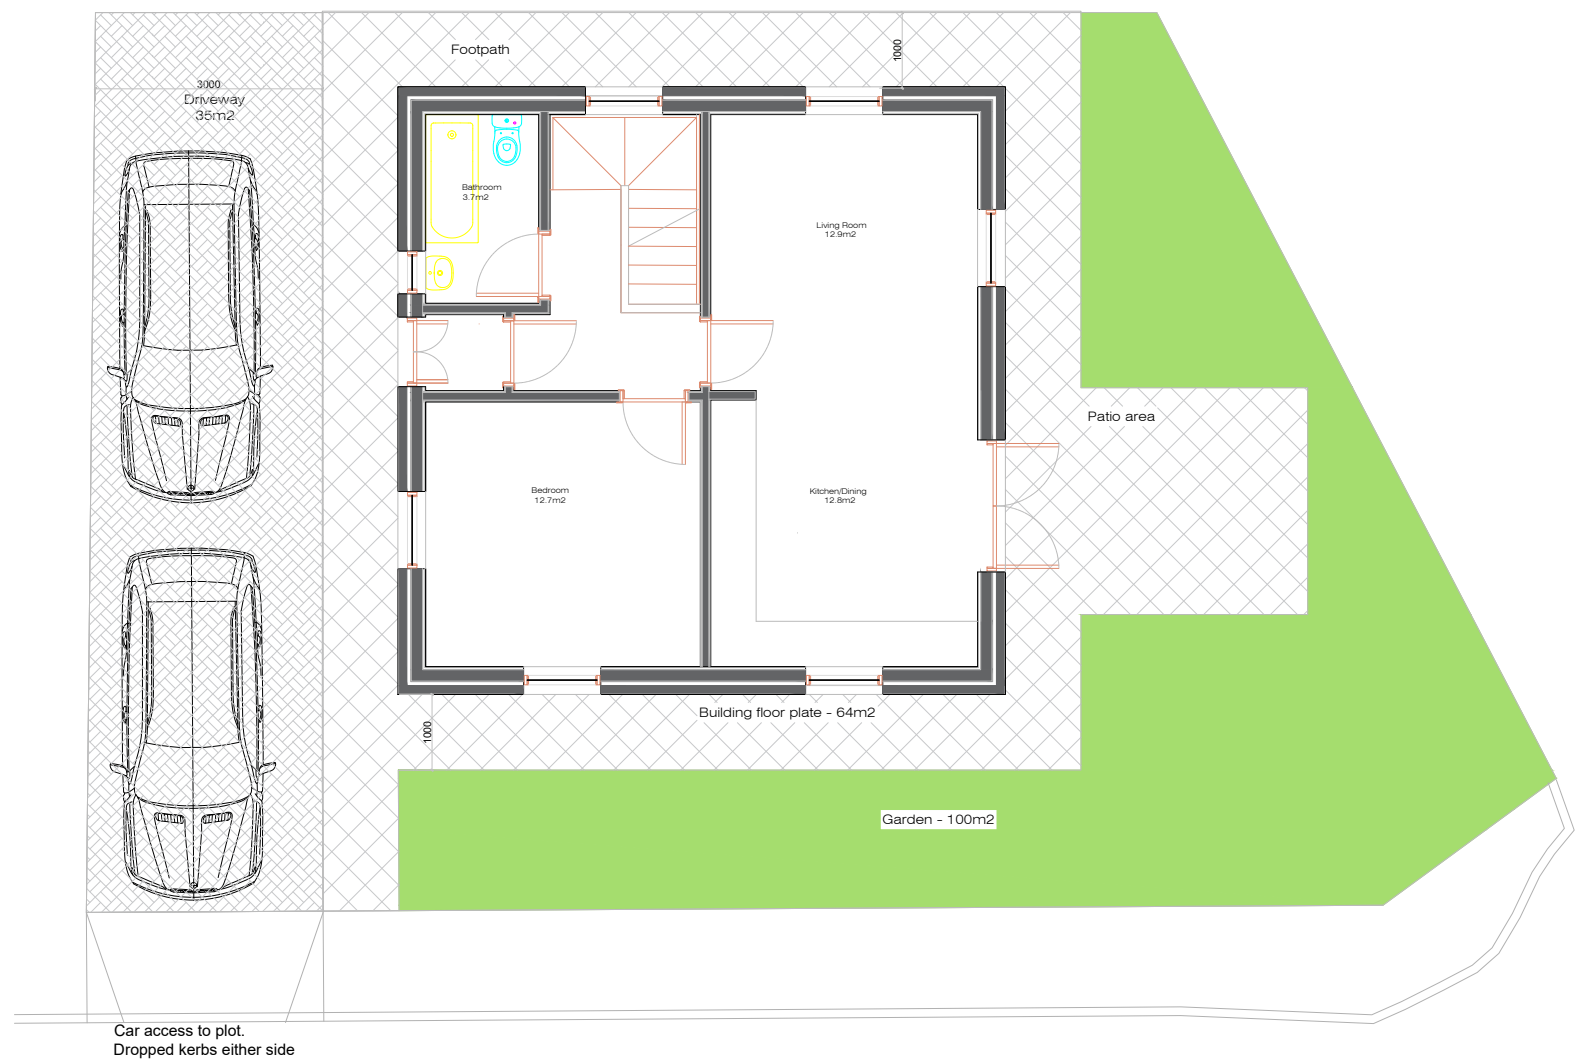 Footpath
1000
3000
Driveway
35m2
Bathroom
3.7m2
Living Room
12.9m2
Patio area
Bedroom
12.7m2
Kitchen/Dining
12.8m2
Building floor plate - 64m2
1000
Garden - 100m2
Car access to plot.
Dropped kerbs either side